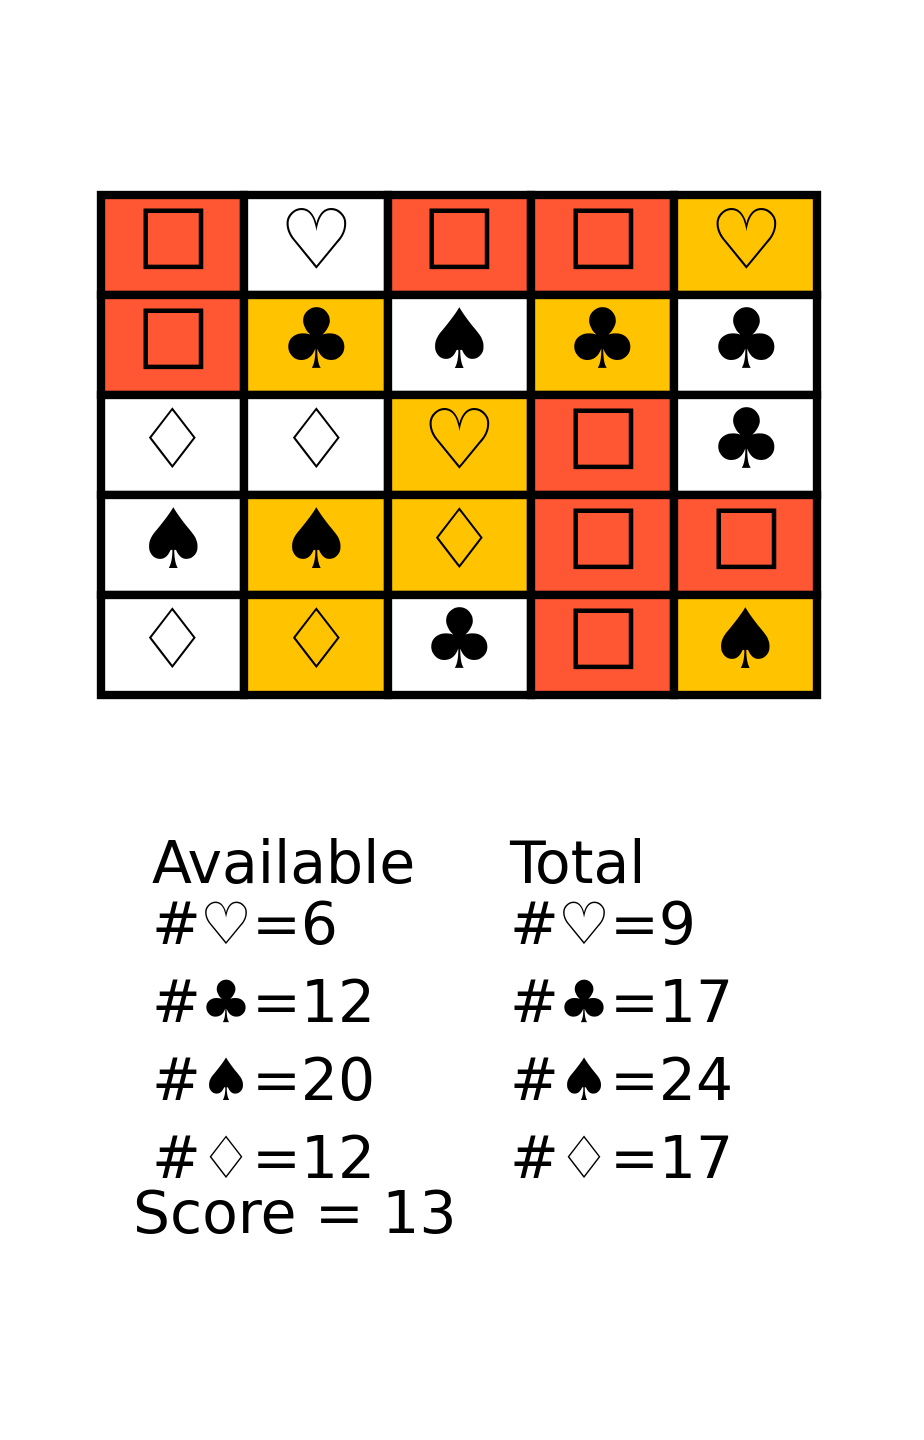 □ ♡ □ □ ♡
□ ♣ ♠ ♣ ♣
♢ ♢ ♡ □ ♣
♠ ♠ ♢ □ □
♢ ♢ ♣ □ ♠
Available Total
#♡=6 #♡=9
#♣=12 #♣=17
#♠=20 #♠=24
#♢=12 #♢=17
Score = 13